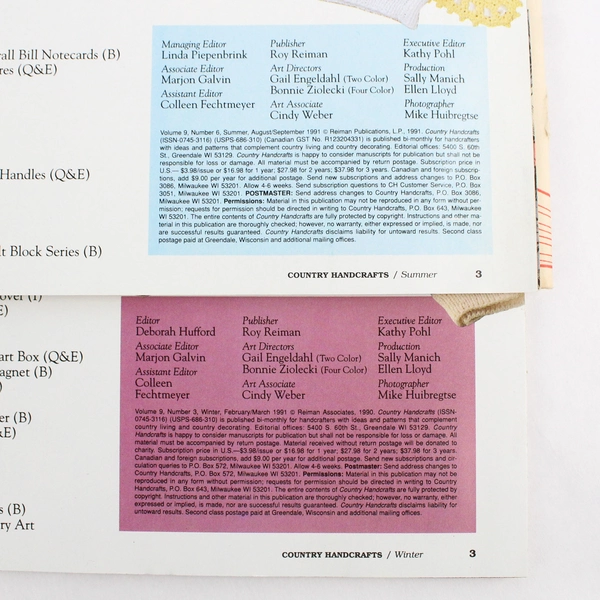 all Bill Notecards (B)
res (Q&E)
Handles (Q&E)
lt Block Series (B)
Managing Editor
Linda Piepenbrink
Associate Editor
Marjon Galvin
Assistant Editor
Colleen Fechtmeyer
Publisher
Roy Reiman
Art Directors
Gail Engeldahl (Two Color)
Bonnie Ziolecki (Four Color)
Art Associate
Cindy Weber
Executive Editor
Kathy Pohl
Production
Sally Manich
Ellen Lloyd
Photographer
Mike Huibregtse
Volume 9, Number 6, Summer, August/September 1991 © Reiman Publications, L.P., 1991. Country Handcrafts
(ISSN-0745-3116) (USPS-686-310) (Canadian GST No. R123204331) is published bi-monthly for handcrafters
with ideas and patterns that complement country living and country decorating. Editorial offices: 5400 S. 60th
St., Greendale WI 53129. Country Handcrafts is happy to consider manuscripts for publication but shall not be
responsible for loss or damage. All material must be accompanied by return postage. Subscription price in
U.S.— $3.98/issue or $16.98 for 1 year; $27.98 for 2 years; $37.98 for 3 years. Canadian and foreign subscrip-
tions, add $9.00 per year for additional postage. Send new subscriptions and address changes to P.O. Box
3086, Milwaukee WI 53201. Allow 4-6 weeks. Send subscription questions to CH Customer Service, P.O. Box
3051, Milwaukee WI 53201. POSTMASTER: Send address changes to Country Handcrafts, P.O. Box 3086,
Milwaukee WI 53201. Permissions: Material in this publication may not be reproduced in any form without per-
mission; requests for permission should be directed in writing to Country Handcrafts, P.O. Box 643, Milwaukee
WI 53201. The entire contents of Country Handcrafts are fully protected by copyright. Instructions and other ma-
terial in this publication are thoroughly checked; however, no warranty, either expressed or implied, is made, nor
are successful results guaranteed. Country Handcrafts disclaims liability for untoward results. Second class
postage paid at Greendale, Wisconsin and additional mailing offices.
COUNTRY HANDCRAFTS / Summer 3
over (1)
E)
art Box (Q&E)
agnet (B)
)
er (B)
&E)
s (B)
ry Art
Editor
Deborah Hufford
Associate Editor
Marjon Galvin
Assistant Editor
Colleen
Fechtmeyer
Publisher
Roy Reiman
Art Directors
Gail Engeldahl (Two Color)
Bonnie Ziolecki (Four Color)
Art Associate
Cindy Weber
Executive Editor
Kathy Pohl
Production
Sally Manich
Ellen Lloyd
Photographer
Mike Huibregtse
Volume 9, Number 3, Winter, February/March 1991 © Reiman Associates, 1990. Country Handcrafts (ISSN-
0745-3116) (USPS-686-310) is published bi-monthly for handcrafters with ideas and patterns that complement
country living and country decorating. Editorial offices: 5400 S. 60th St., Greendale WI 53129. Country
Handcrafts is happy to consider manuscripts for publication but shall not be responsible for loss or damage. All
material must be accompanied by return postage. Material received without return postage will be donated to
charity. Subscription price in U.S.—$3.98/issue or $16.98 for 1 year; $27.98 for 2 years; $37.98 for 3 years.
Canadian and foreign subscriptions, add $9.00 per year for additional postage. Send new subscriptions and cir-
culation queries to P.O. Box 572, Milwaukee WI 53201. Allow 4-6 weeks. Postmaster: Send address changes to
Country Handcrafts, P.O. Box 572, Milwaukee WI 53201. Permissions: Material in this publication may not be
reproduced in any form without permission; requests for permission should be directed in writing to Country
Handcrafts, P.O. Box 643, Milwaukee WI 53201. The entire contents of Country Handcrafts are fully protected by
copyright. Instructions and other material in this publication are thoroughly checked; however, no warranty, either
expressed or implied, is made, nor are successful results guaranteed. Country Handcrafts disclaims liability for
untoward results. Second class postage paid at Greendale, Wisconsin and additional mailing offices.
COUNTRY HANDCRAFTS / Winter 3